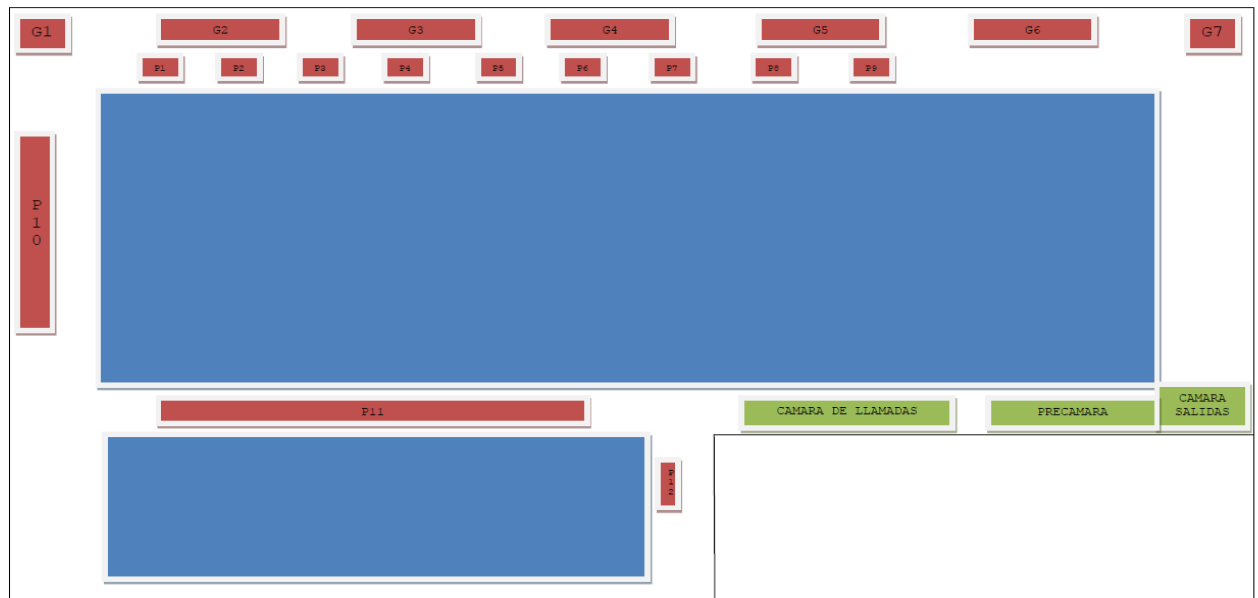 G1
G2
G3
G4
G5
G6
G7
P1
P2
P3
P4
P5
P6
P7
P8
P9
P
1
0
P11
CAMARA DE LLAMADAS
PRECAMARA
CAMARA
SALIDAS
P
1
2